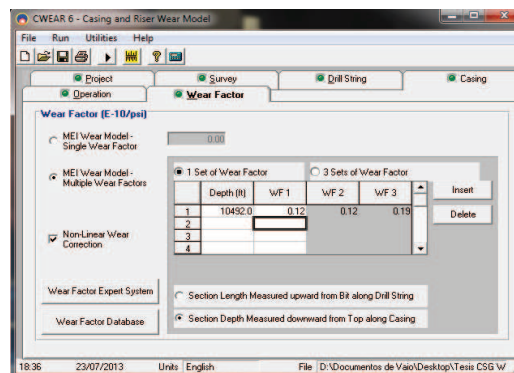 CWEAR 6 - Casing and Riser Wear Model
File Run Utilities Help
Project Survey Drill String Casing
Operation Wear Factor
Wear Factor (E-10/psi)
MEI Wear Model -
Single Wear Factor
0.00
MEI Wear Model -
Multiple Wear Factors
1 Set of Wear Factor 3 Sets of Wear Factor
Depth (ft) WF 1 WF 2 WF 3
1 10492.0 0.12 0.12 0.19
2
3
4
Insert
Delete
Non-Linear Wear
Correction
Wear Factor Expert System
Wear Factor Database
Section Length Measured upward from Bit along Drill String
Section Depth Measured downward from Top along Casing
18:36 23/07/2013 Units English File D:\Documentos de Vaio\Desktop\Tesis CSG W